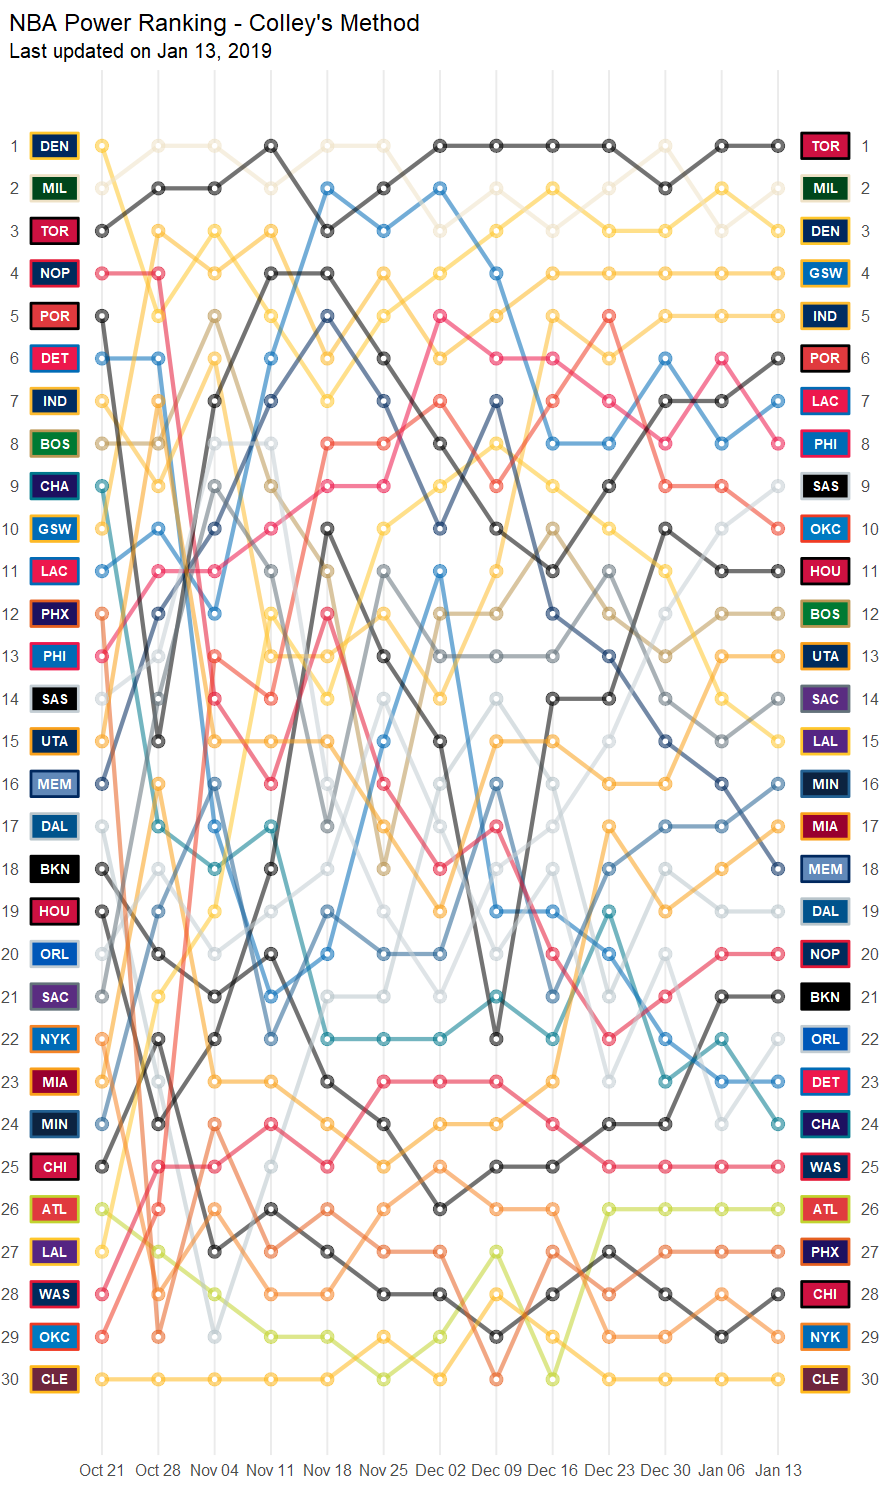 NBA Power Ranking - Colley's Method
Last updated on Jan 13, 2019
1 DEN TOR 1
2 MIL MIL 2
3 TOR DEN 3
4 NOP GSW 4
5 POR IND 5
6 DET POR 6
7 IND LAC 7
8 BOS PHI 8
9 CHA SAS 9
10 GSW OKC 10
11 LAC HOU 11
12 PHX BOS 12
13 PHI UTA 13
14 SAS SAC 14
15 UTA LAL 15
16 MEM MIN 16
17 DAL MIA 17
18 BKN MEM 18
19 HOU DAL 19
20 ORL NOP 20
21 SAC BKN 21
22 NYK ORL 22
23 MIA DET 23
24 MIN CHA 24
25 CHI WAS 25
26 ATL ATL 26
27 LAL PHX 27
28 WAS CHI 28
29 OKC NYK 29
30 CLE CLE 30
Oct 21 Oct 28 Nov 04 Nov 11 Nov 18 Nov 25 Dec 02 Dec 09 Dec 16 Dec 23 Dec 30 Jan 06 Jan 13